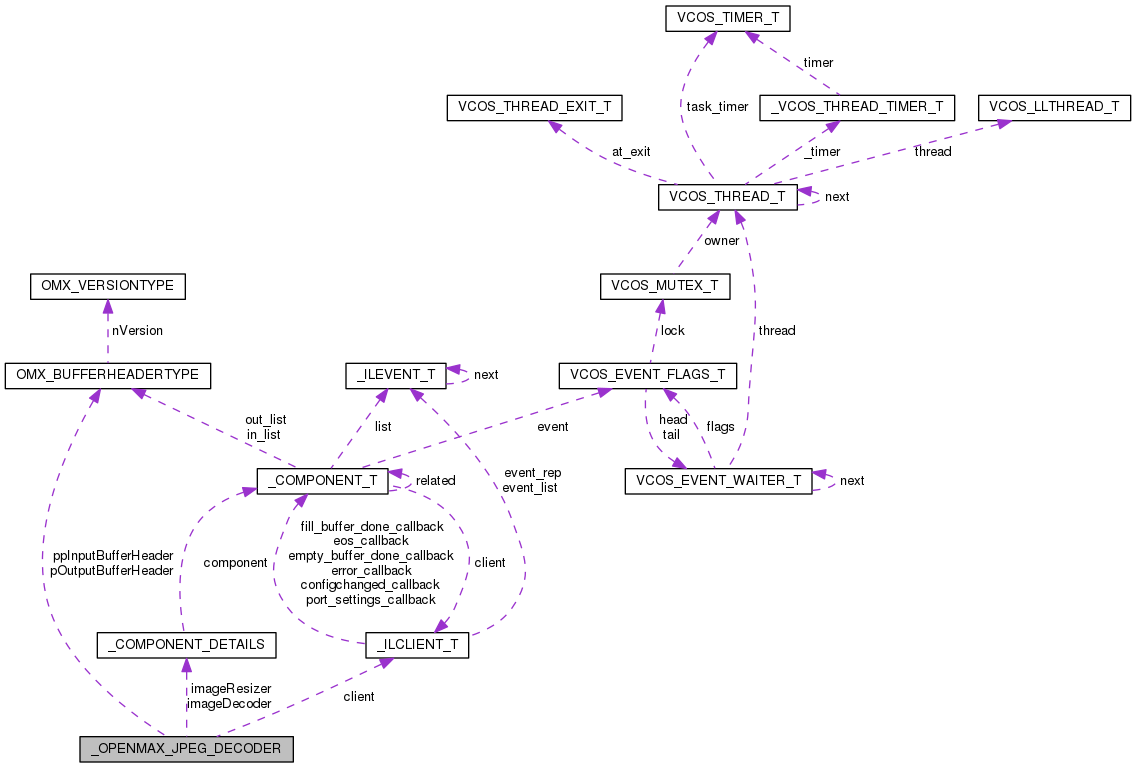 VCOS_TIMER_T
timer
task_timer
VCOS_THREAD_EXIT_T
_VCOS_THREAD_TIMER_T
VCOS_LLTHREAD_T
at_exit
_timer
thread
VCOS_THREAD_T
next
owner
OMX_VERSIONTYPE
VCOS_MUTEX_T
nVersion
lock
thread
OMX_BUFFERHEADERTYPE
_ILEVENT_T
next
VCOS_EVENT_FLAGS_T
out_list
in_list
list
event
head
tail
flags
_COMPONENT_T
related
event_rep
event_list
VCOS_EVENT_WAITER_T
next
ppInputBufferHeader
pOutputBufferHeader
component
fill_buffer_done_callback
eos_callback
empty_buffer_done_callback
error_callback
configchanged_callback
port_settings_callback
client
_COMPONENT_DETAILS
_ILCLIENT_T
imageResizer
imageDecoder
client
_OPENMAX_JPEG_DECODER